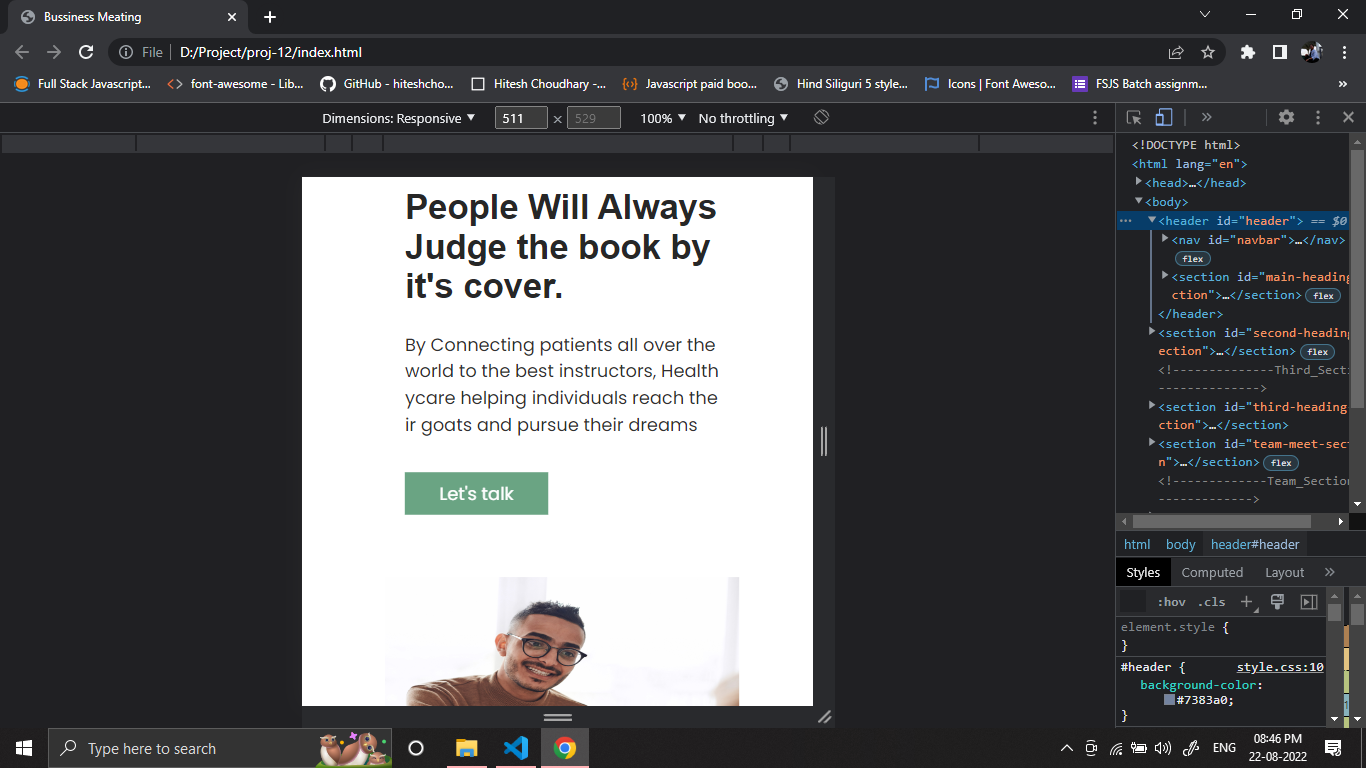 Bussiness Meating
File D:/Project/proj-12/index.html
Full Stack Javascript... font-awesome - Lib... GitHub - hiteshcho... Hitesh Choudhary -... Javascript paid boo... Hind Siliguri 5 style... Icons | Font Aweso... FSJS Batch assignm... »
Dimensions: Responsive ▼ 511 × 529 100% ▼ No throttling ▼
People Will Always
Judge the book by
it's cover.
By Connecting patients all over the
world to the best instructors, Health
ycare helping individuals reach the
ir goats and pursue their dreams
Let's talk
<!DOCTYPE html>
<html lang="en">
<head>…</head>
<body>
<header id="header"> == $0
<nav id="navbar">…</nav>
flex
<section id="main-heading
ction">…</section> flex
</header>
<section id="second-heading
ection">…</section> flex
<!--------------Third_Secti
-------------->
<section id="third-heading
ction">…</section>
<section id="team-meet-sect
n">…</section> flex
<!-------------Team_Section
------------->
html body header#header
Styles Computed Layout »
:hov .cls +
element.style {
}
#header { style.css:10
background-color:
#7383a0;
}
Type here to search
ENG
08:46 PM
22-08-2022